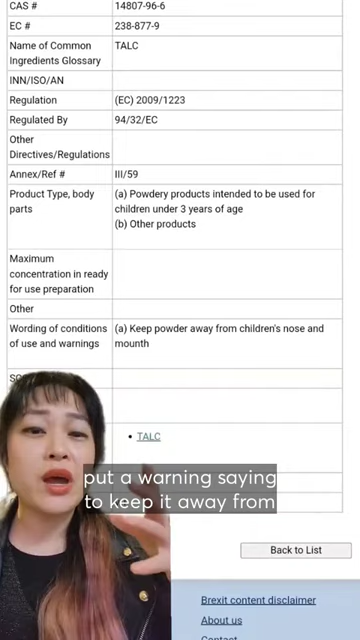 CAS #
14807-96-6
EC #
238-877-9
Name of Common
Ingredients Glossary
TALC
INN/ISO/AN
Regulation
(EC) 2009/1223
Regulated By
94/32/EC
Other
Directives/Regulations
Annex/Ref #
III/59
Product Type, body
parts
(a) Powdery products intended to be used for
children under 3 years of age
(b) Other products
Maximum
concentration in ready
for use preparation
Other
Wording of conditions
of use and warnings
(a) Keep powder away from children's nose and
mounth
TALC
put a warning saying
to keep it away from
Back to List
Brexit content disclaimer
About us
Contact